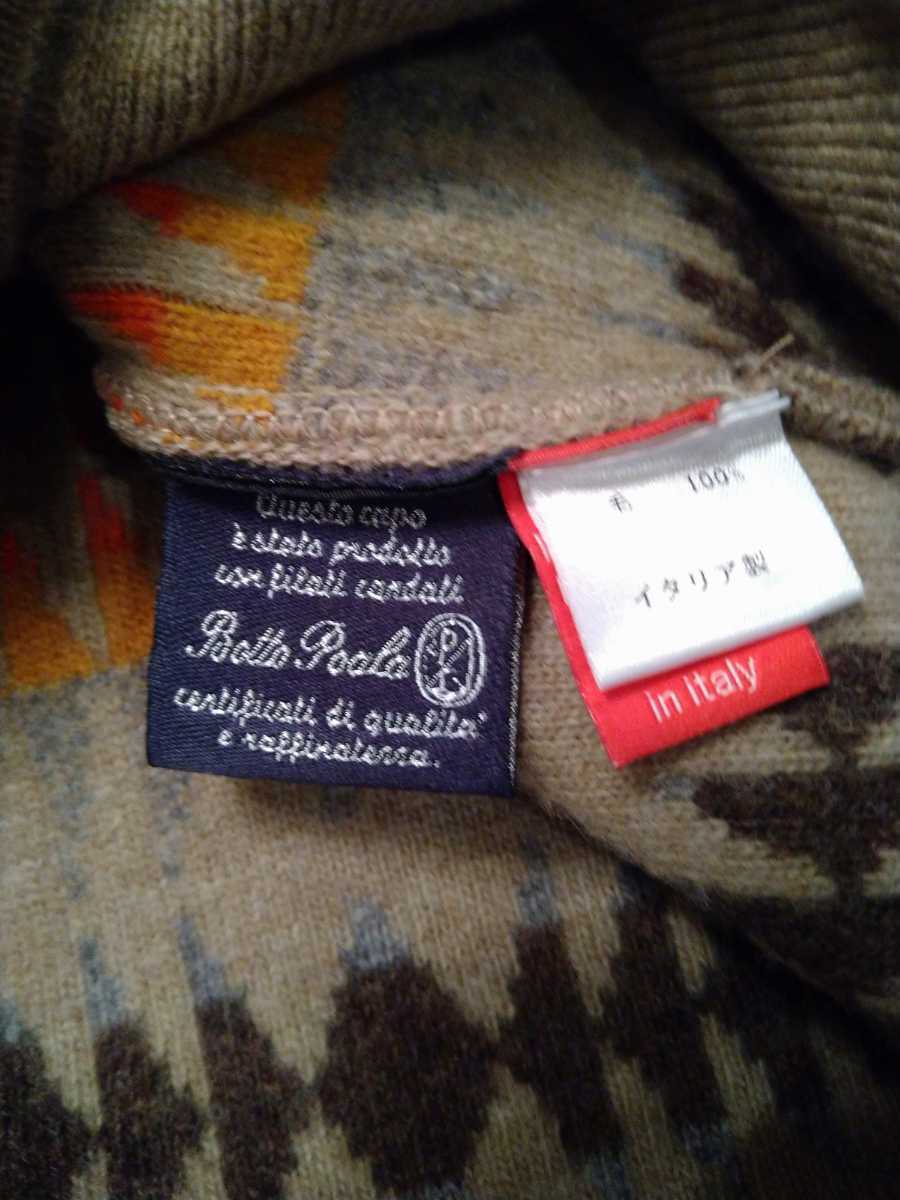 Questo capo
è stato prodotto
con filati cardati
Botto Paolo
certificati di qualita'
e raffinatezza.
毛 100%
イタリア製
in Italy